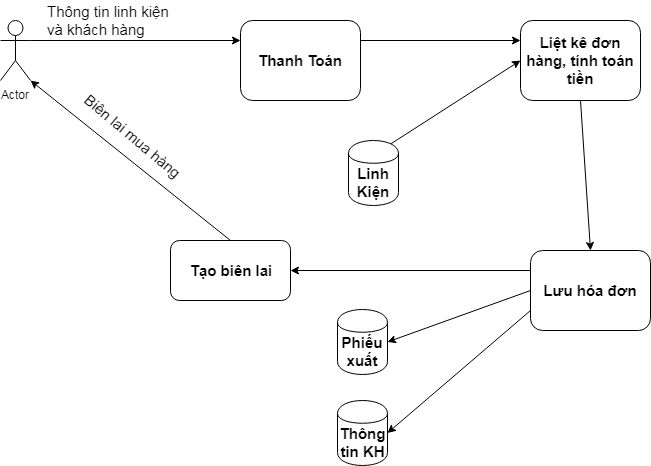 Thông tin linh kiện
và khách hàng
Actor
Thanh Toán
Liệt kê đơn
hàng, tính toán
tiền
Biên lai mua hàng
Linh
Kiện
Tạo biên lai
Lưu hóa đơn
Phiếu
xuất
Thông
tin KH